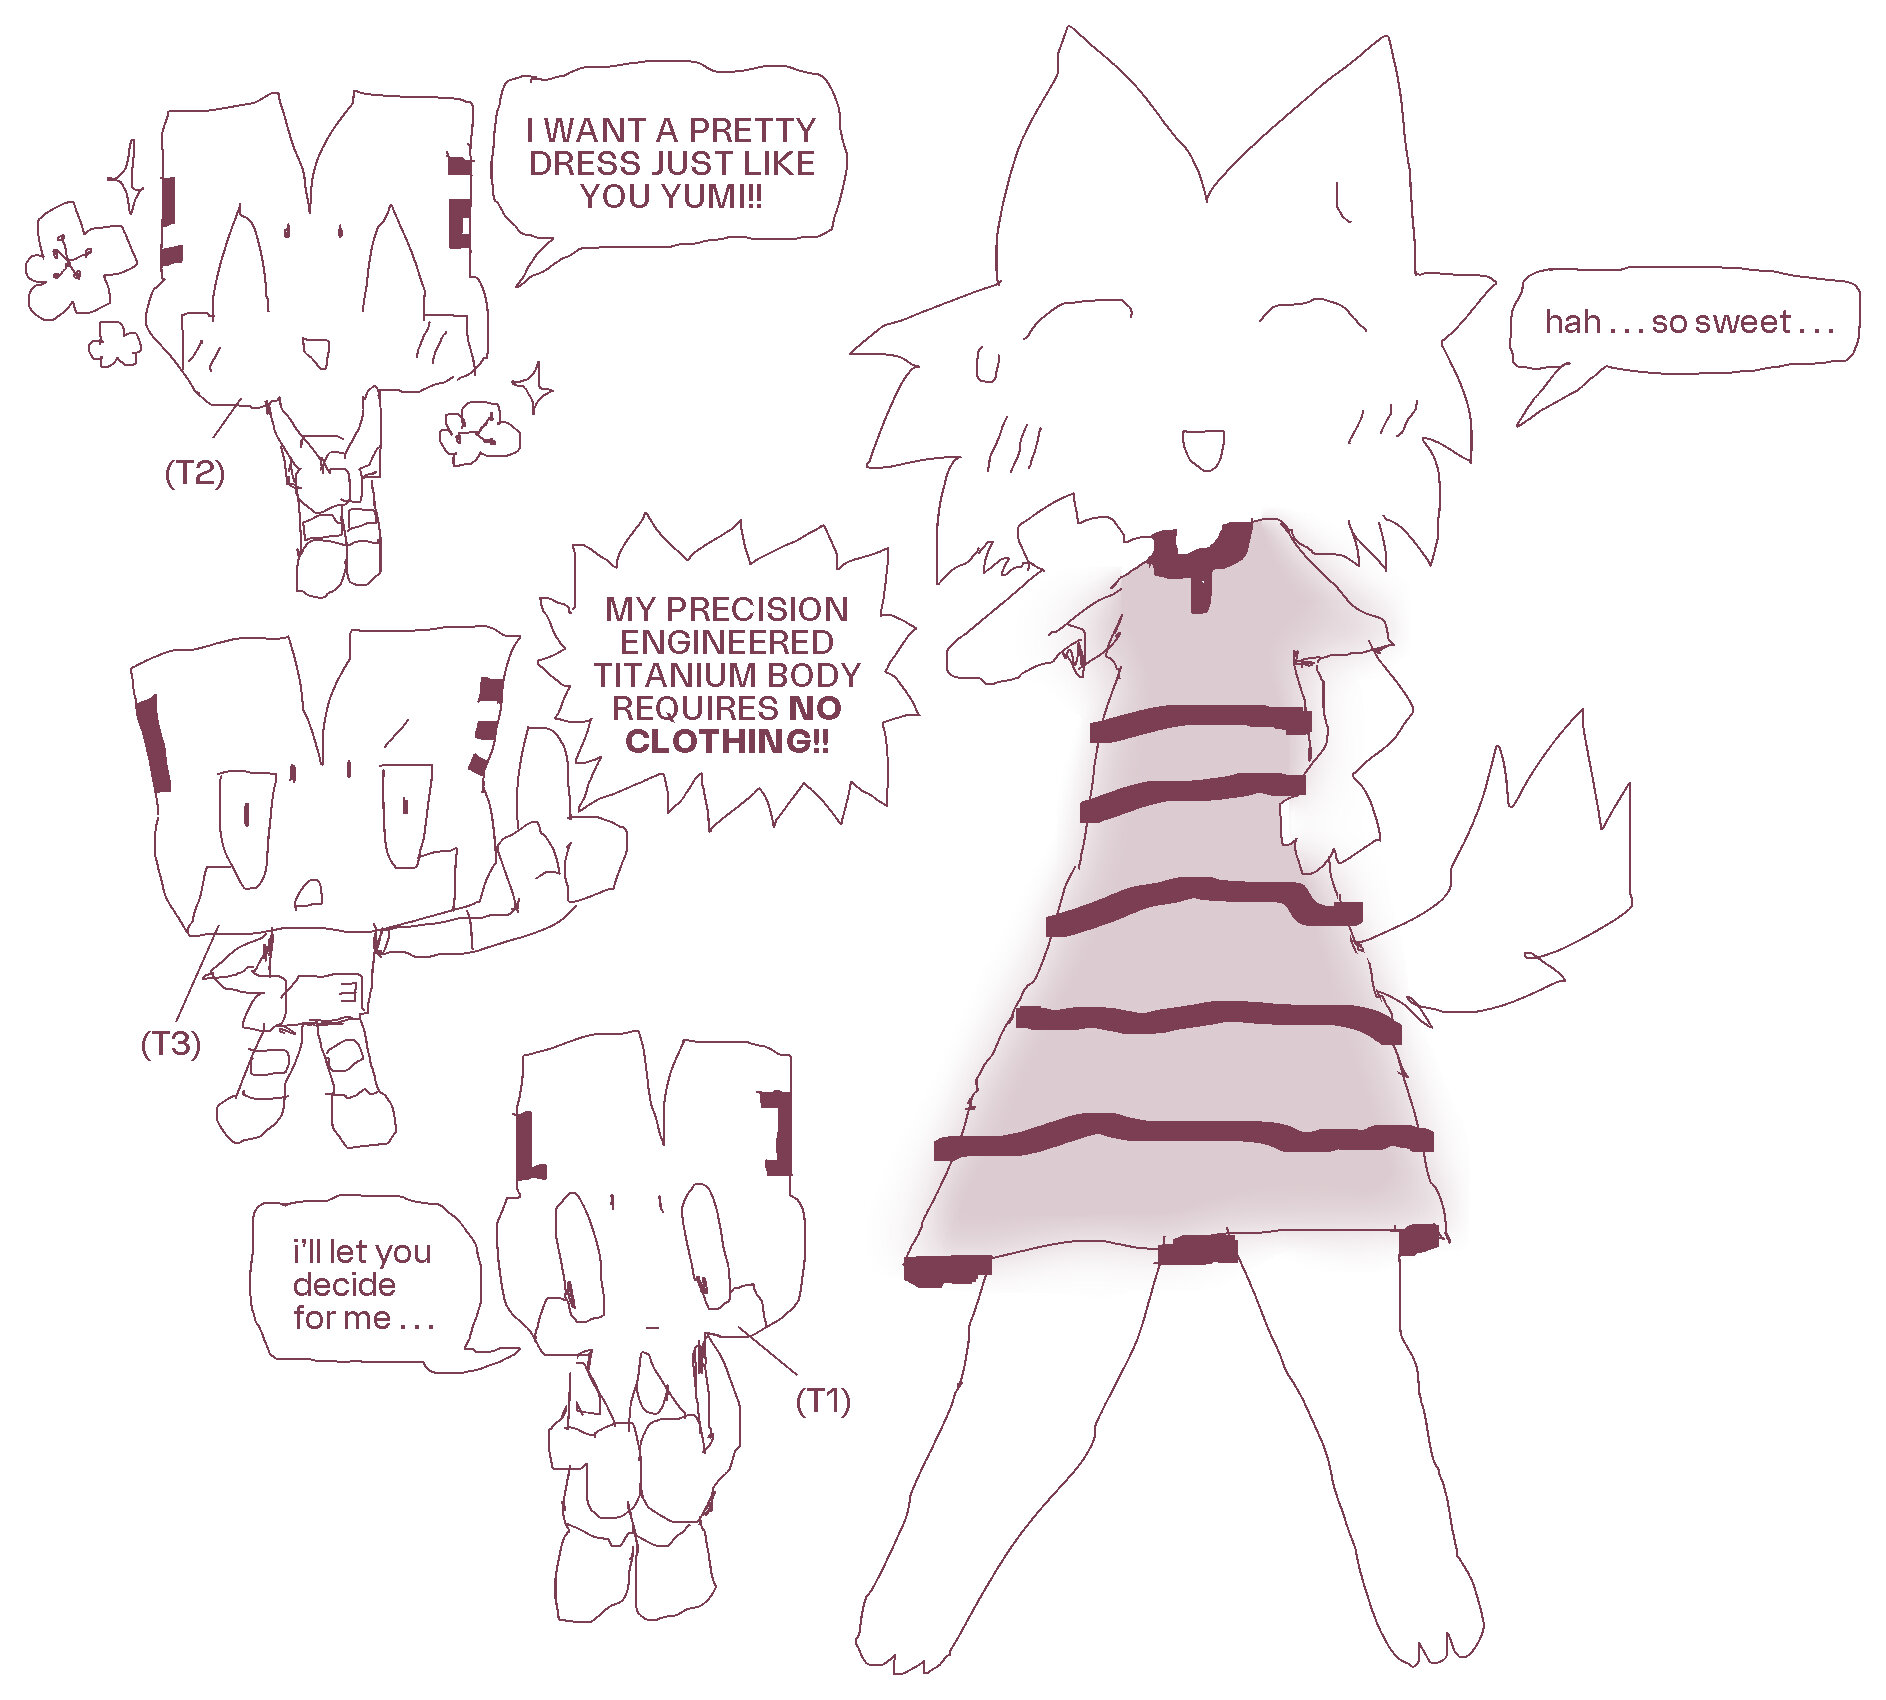 I WANT A PRETTY
DRESS JUST LIKE
YOU YUMI!!
hah... so sweet...
(T2)
MY PRECISION
ENGINEERED
TITANIUM BODY
REQUIRES NO
CLOTHING!!
(T3)
i'll let you
decide
for me...
(T1)